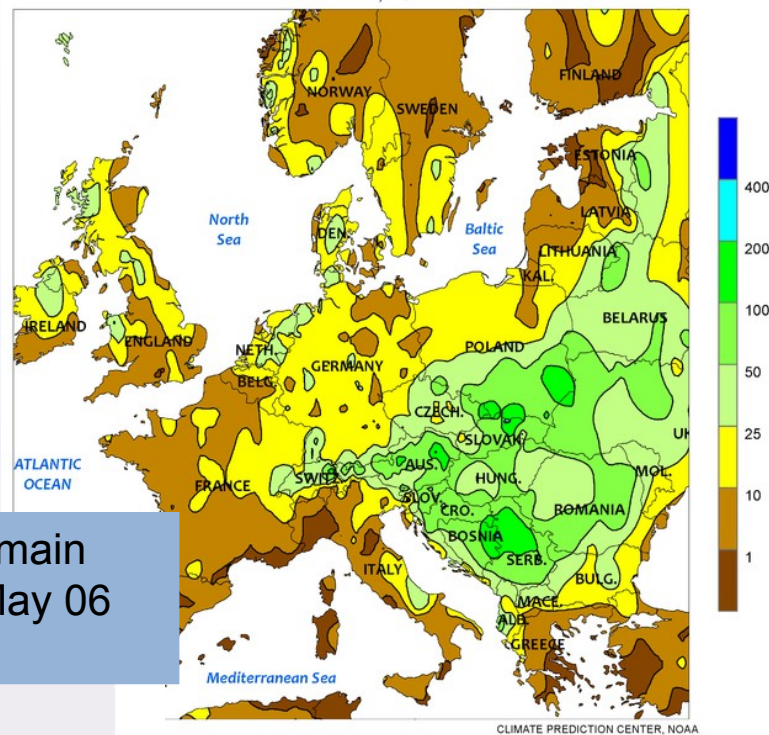 FINLAND
NORWAY
SWEDEN
ESTONIA
North
Sea
Baltic
Sea
DEN.
LATVIA
LITHUANIA
KAL.
IRELAND
ENGLAND
BELARUS
NETH.
POLAND
BELG.
GERMANY
CZECH.
SLOVAK.
ATLANTIC
OCEAN
FRANCE
SWITZ.
AUS.
HUNG.
MOL.
SLOV.
CRO.
ROMANIA
BOSNIA
SERB.
ITALY
BULG.
MACE.
ALB.
GREECE
Mediterranean Sea
400
200
100
50
25
10
1
main
May 06
CLIMATE PREDICTION CENTER, NOAA